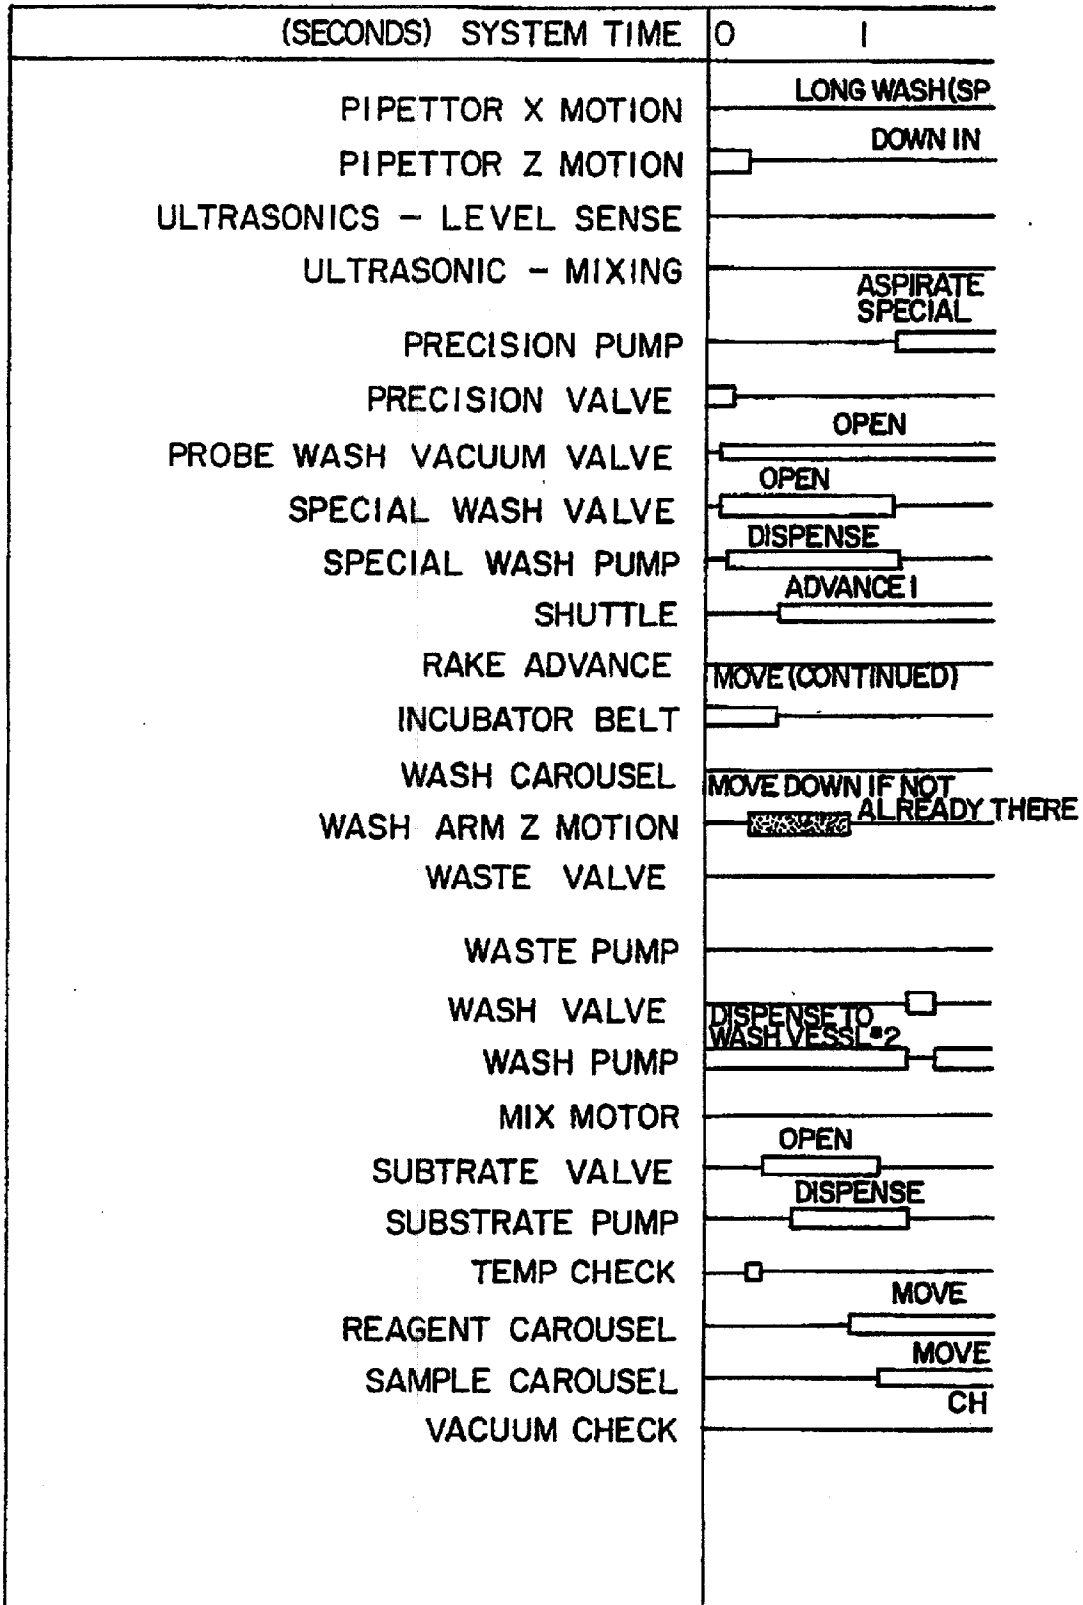 (SECONDS) SYSTEM TIME 0 1
LONG WASH(SP
PIPETTOR X MOTION
DOWN IN
PIPETTOR Z MOTION
ULTRASONICS - LEVEL SENSE
ULTRASONIC - MIXING
ASPIRATE
SPECIAL
PRECISION PUMP
PRECISION VALVE
OPEN
PROBE WASH VACUUM VALVE
OPEN
SPECIAL WASH VALVE
DISPENSE
SPECIAL WASH PUMP
ADVANCE 1
SHUTTLE
RAKE ADVANCE
MOVE (CONTINUED)
INCUBATOR BELT
WASH CAROUSEL
MOVE DOWN IF NOT
ALREADY THERE
WASH ARM Z MOTION
WASTE VALVE
WASTE PUMP
WASH VALVE
DISPENSE TO
WASH VESSL #2
WASH PUMP
MIX MOTOR
OPEN
SUBTRATE VALVE
DISPENSE
SUBSTRATE PUMP
TEMP CHECK
MOVE
REAGENT CAROUSEL
MOVE
SAMPLE CAROUSEL
CH
VACUUM CHECK